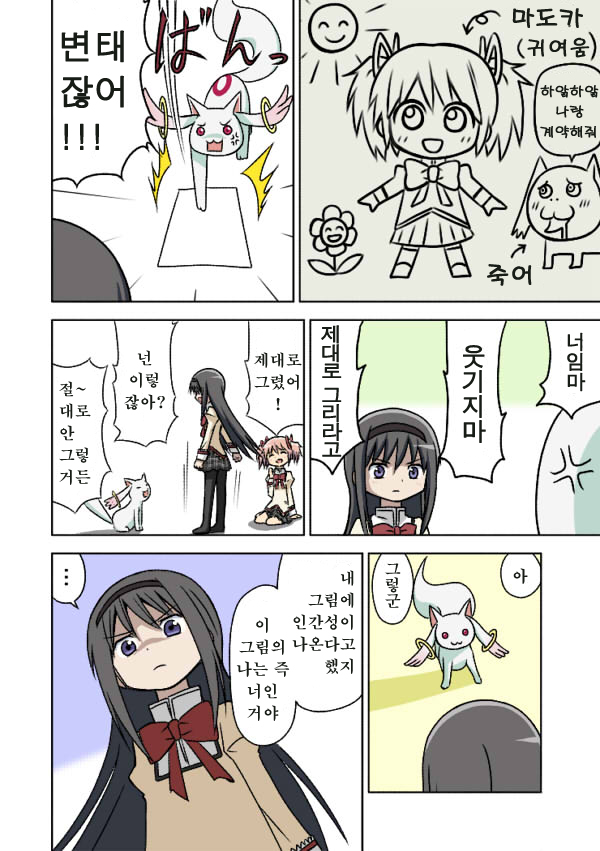 마도카
(귀여움)
하앍하앍
나랑
계약해줘
죽어
ばんっ
변태
잖어
!!!
너임마
웃기지마
제대로 그리라고
제대로
그렸어
!
넌
이렇
잖아?
절~
대로
안
그렇
거든
아
그렇군
내
그림에
인간성이
나온다고
했지
이
그림의
나는 즉
너인
거야
…